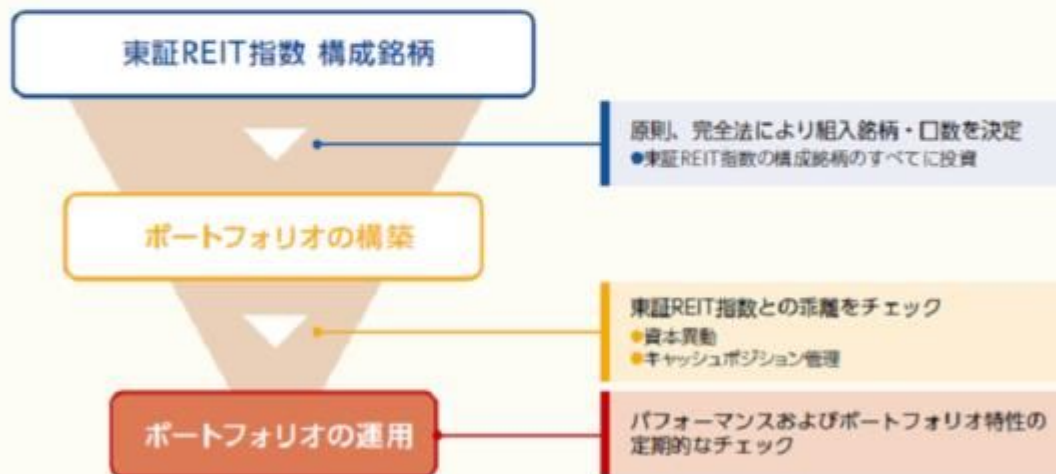 東証REIT指数 構成銘柄
原則、完全法により組入銘柄・口数を決定
●東証REIT指数の構成銘柄のすべてに投資
ポートフォリオの構築
東証REIT指数との乖離をチェック
●資本異動
●キャッシュポジション管理
ポートフォリオの運用
パフォーマンスおよびポートフォリオ特性の
定期的なチェック